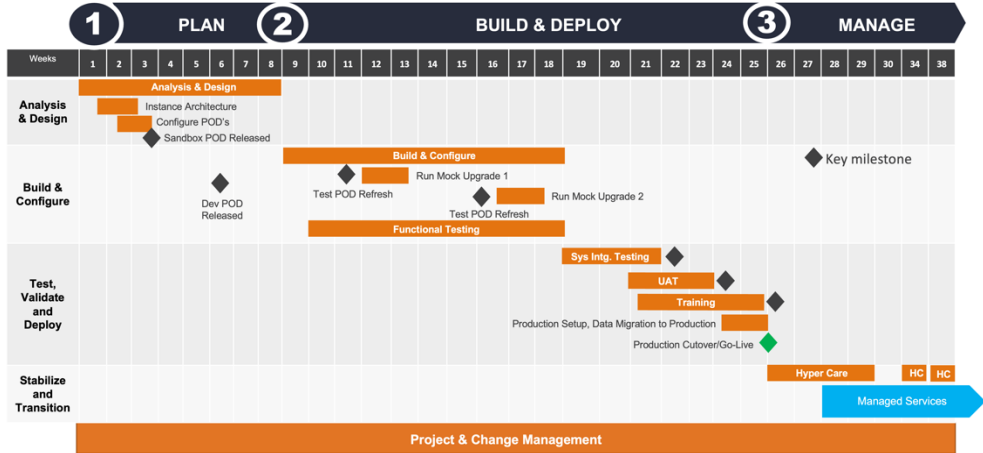 1 PLAN 2 BUILD & DEPLOY 3 MANAGE
Weeks 1 2 3 4 5 6 7 8 9 10 11 12 13 14 15 16 17 18 19 20 21 22 23 24 25 26 27 28 29 30 34 38
Analysis
& Design
Analysis & Design
Instance Architecture
Configure POD's
Sandbox POD Released
Build &
Configure
Build & Configure
Key milestone
Run Mock Upgrade 1
Test POD Refresh
Dev POD
Released
Run Mock Upgrade 2
Test POD Refresh
Functional Testing
Test,
Validate
and
Deploy
Sys Intg. Testing
UAT
Training
Production Setup, Data Migration to Production
Production Cutover/Go-Live
Stabilize
and
Transition
Hyper Care HC HC
Managed Services
Project & Change Management